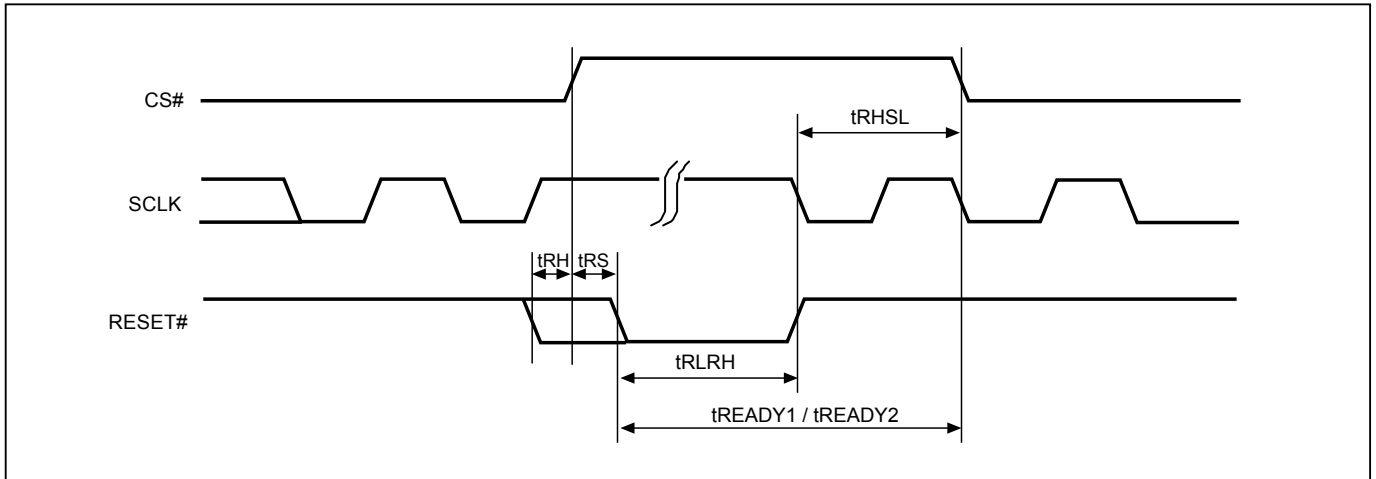 CS#
tRHSL
SCLK
tRH tRS
RESET#
tRLRH
tREADY1 / tREADY2